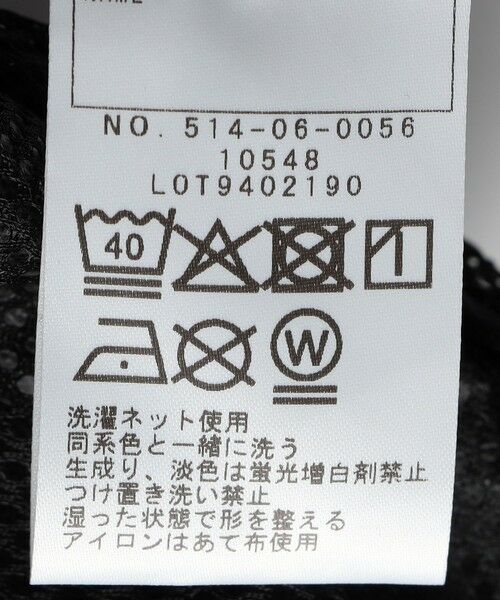 NO. 514-06-0056
10548
LOT9402190
40
W
洗濯ネット使用
同系色と一緒に洗う
生成り、淡色は蛍光増白剤禁止
つけ置き洗い禁止
湿った状態で形を整える
アイロンはあて布使用